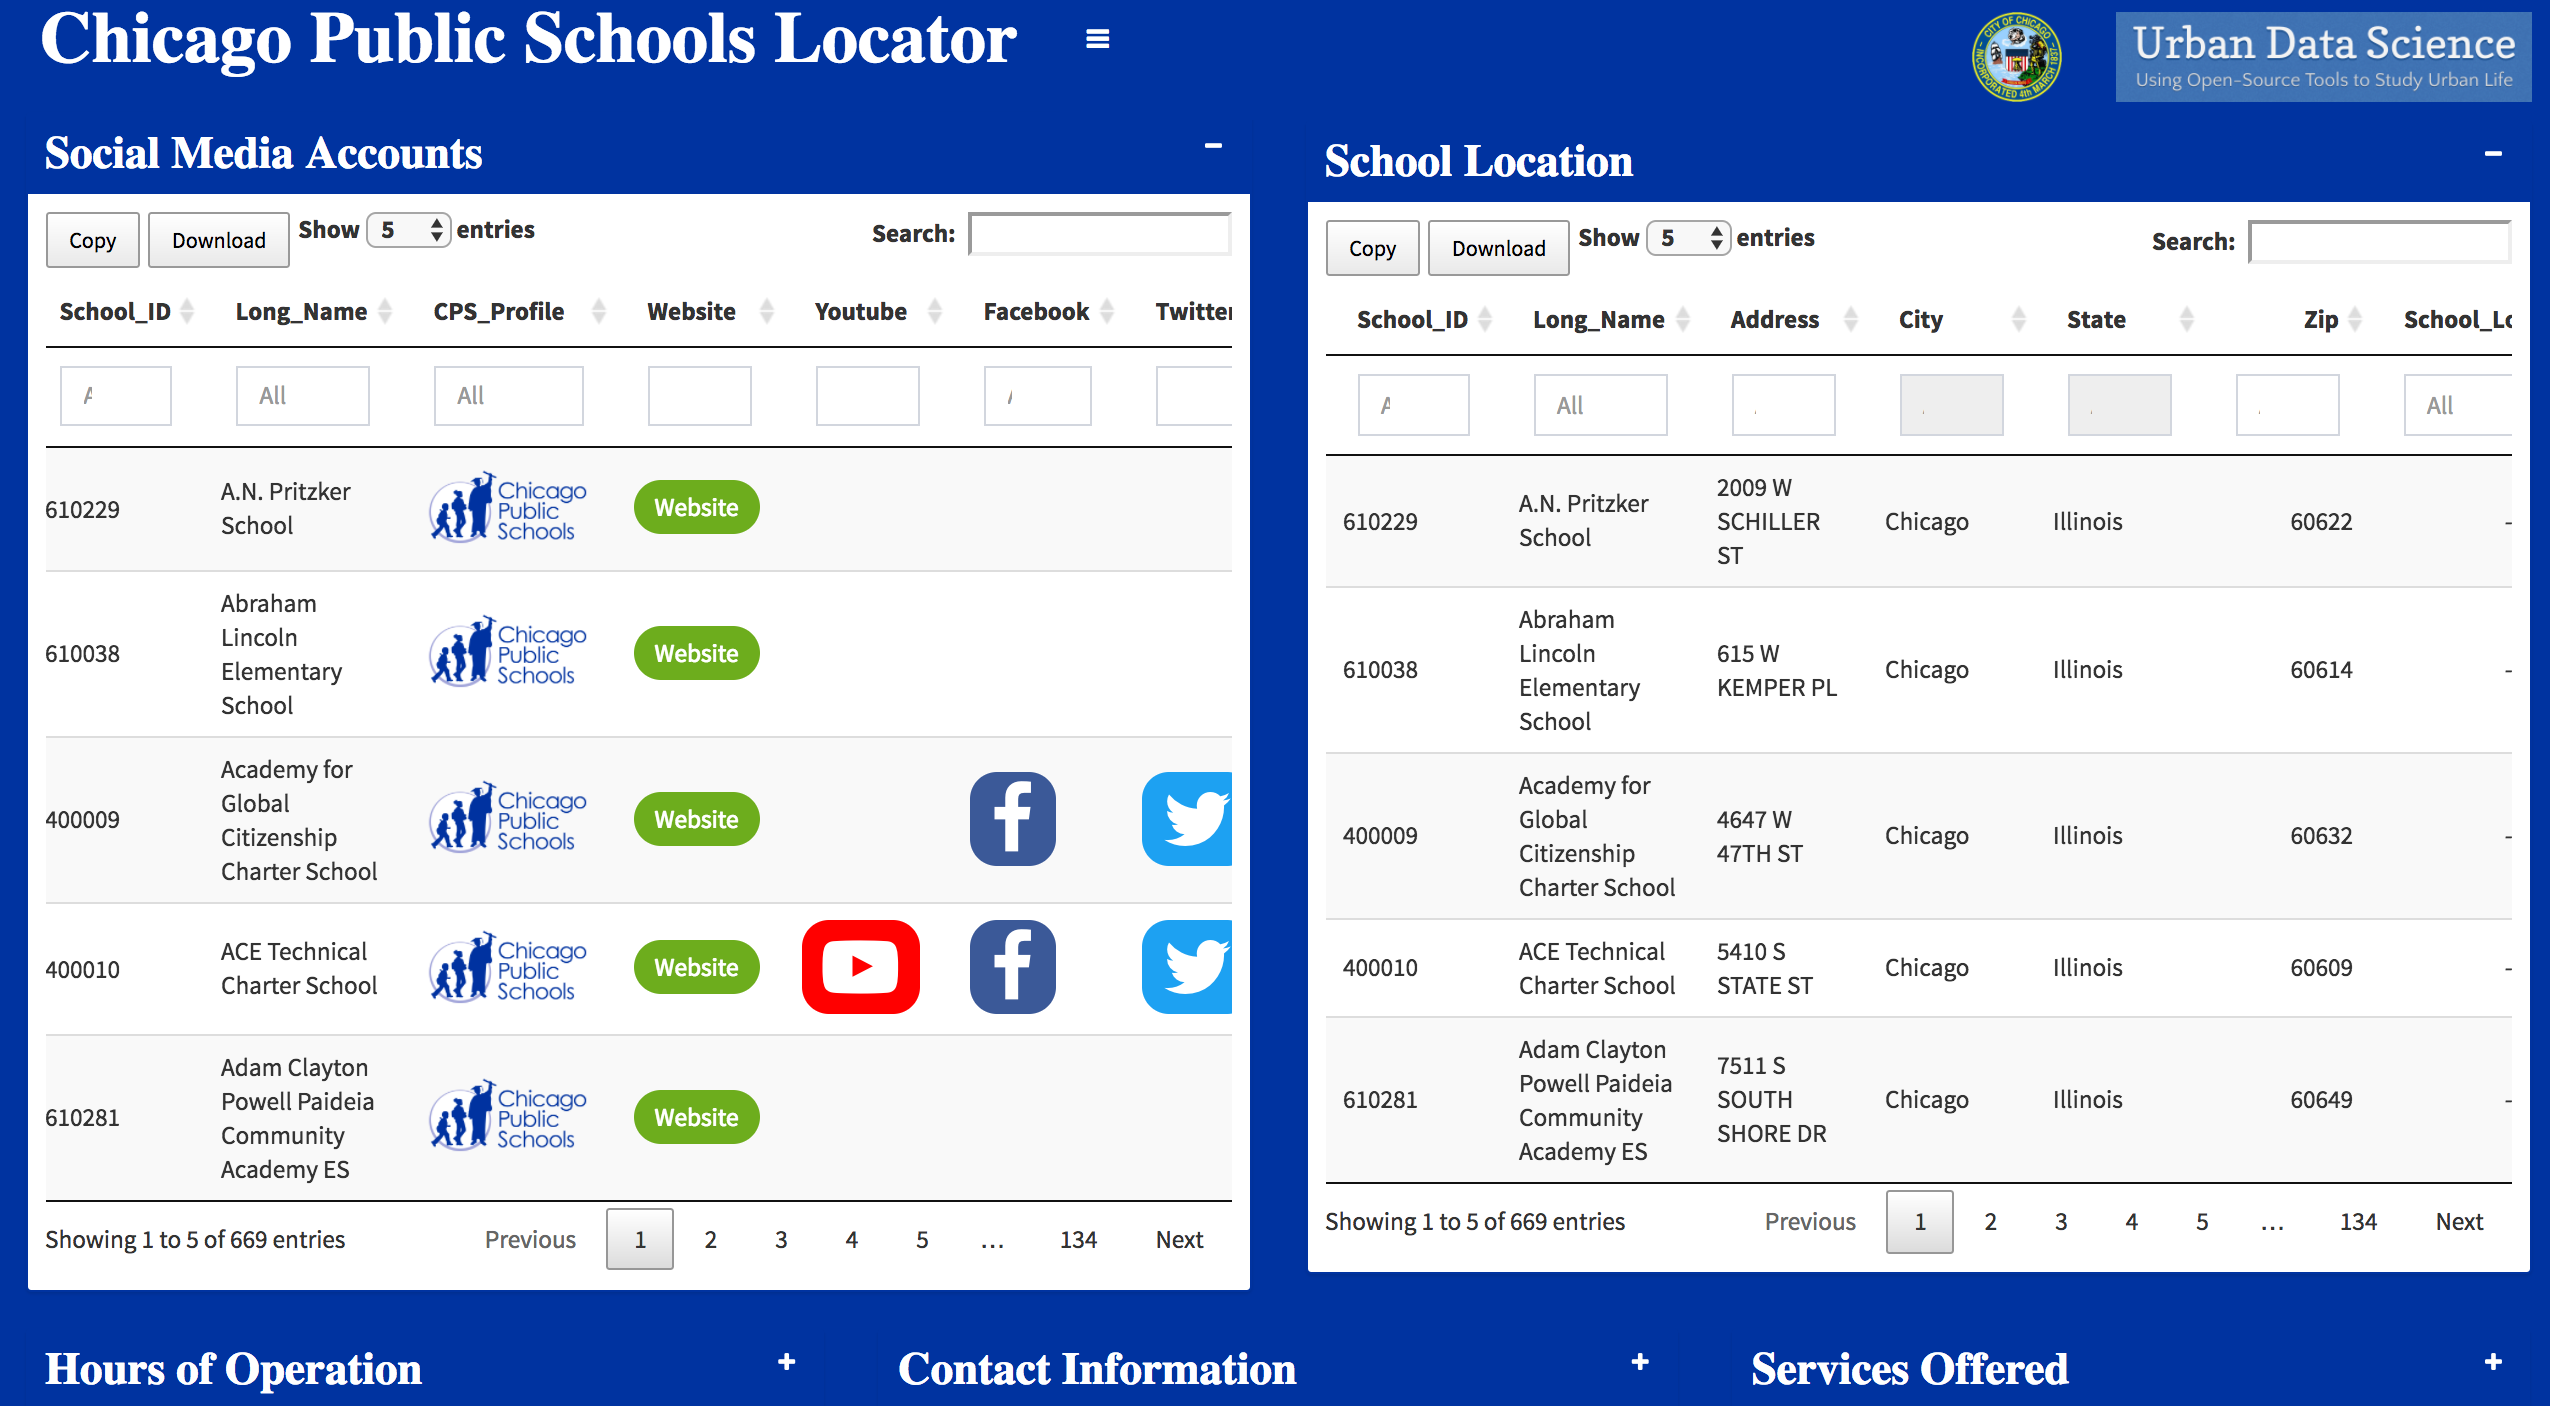 Chicago Public Schools Locator
CITY OF CHICAGO
INCORPORATED 4th MARCH 1837
Urban Data Science
Using Open-Source Tools to Study Urban Life
Social Media Accounts
Copy Download Show 5 entries Search:
School_ID Long_Name CPS_Profile Website Youtube Facebook Twitter
All All
610229 A.N. Pritzker School Chicago Public Schools Website
610038 Abraham Lincoln Elementary School Chicago Public Schools Website
400009 Academy for Global Citizenship Charter School Chicago Public Schools Website
400010 ACE Technical Charter School Chicago Public Schools Website
610281 Adam Clayton Powell Paideia Community Academy ES Chicago Public Schools Website
Showing 1 to 5 of 669 entries Previous 1 2 3 4 5 … 134 Next
School Location
Copy Download Show 5 entries Search:
School_ID Long_Name Address City State Zip School_Lo
All All
610229 A.N. Pritzker School 2009 W SCHILLER ST Chicago Illinois 60622 -
610038 Abraham Lincoln Elementary School 615 W KEMPER PL Chicago Illinois 60614 -
400009 Academy for Global Citizenship Charter School 4647 W 47TH ST Chicago Illinois 60632 -
400010 ACE Technical Charter School 5410 S STATE ST Chicago Illinois 60609 -
610281 Adam Clayton Powell Paideia Community Academy ES 7511 S SOUTH SHORE DR Chicago Illinois 60649 -
Showing 1 to 5 of 669 entries Previous 1 2 3 4 5 … 134 Next
Hours of Operation
Contact Information
Services Offered